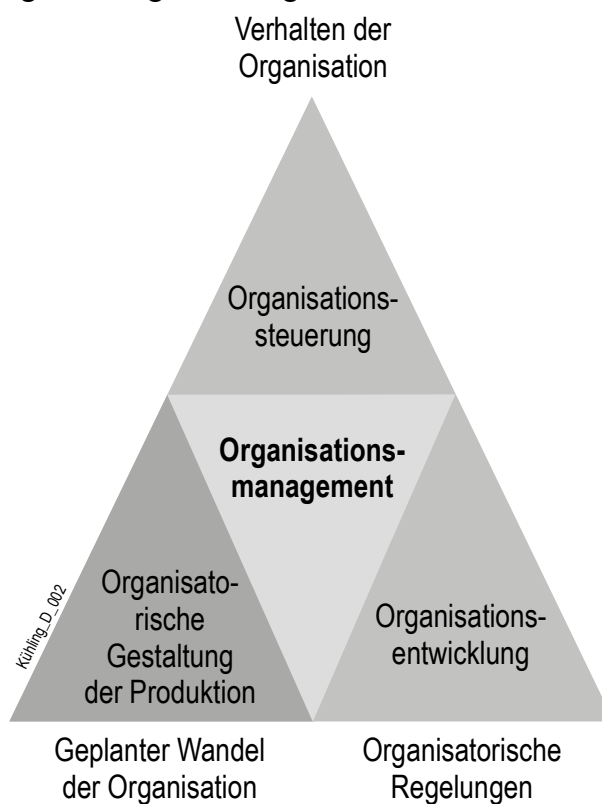 Verhalten der
Organisation
Organisations-
steuerung
Organisations-
management
Organisato-
rische
Gestaltung
der Produktion
Organisations-
entwicklung
Kühling_D_002
Geplanter Wandel
der Organisation
Organisatorische
Regelungen